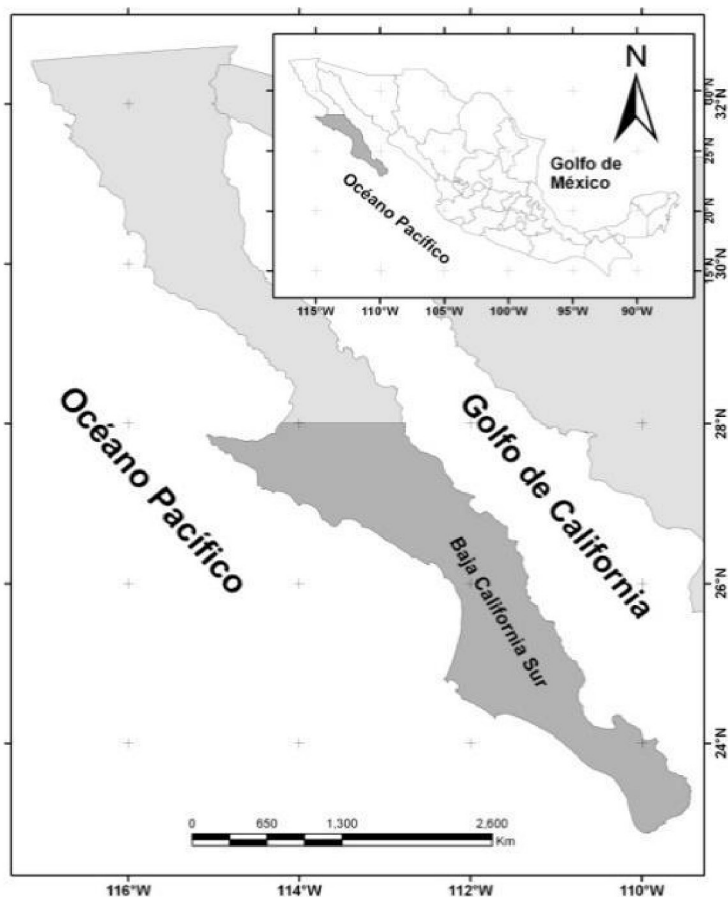 N
Golfo de
México
Océano Pacífico
30°N
25°N
20°N
15°N
115°W 110°W 105°W 100°W 95°W 90°W
32°N
30°N
28°N
26°N
24°N
Océano Pacífico
Golfo de California
Baja California Sur
0 650 1,300 2,600
Km
116°W 114°W 112°W 110°W